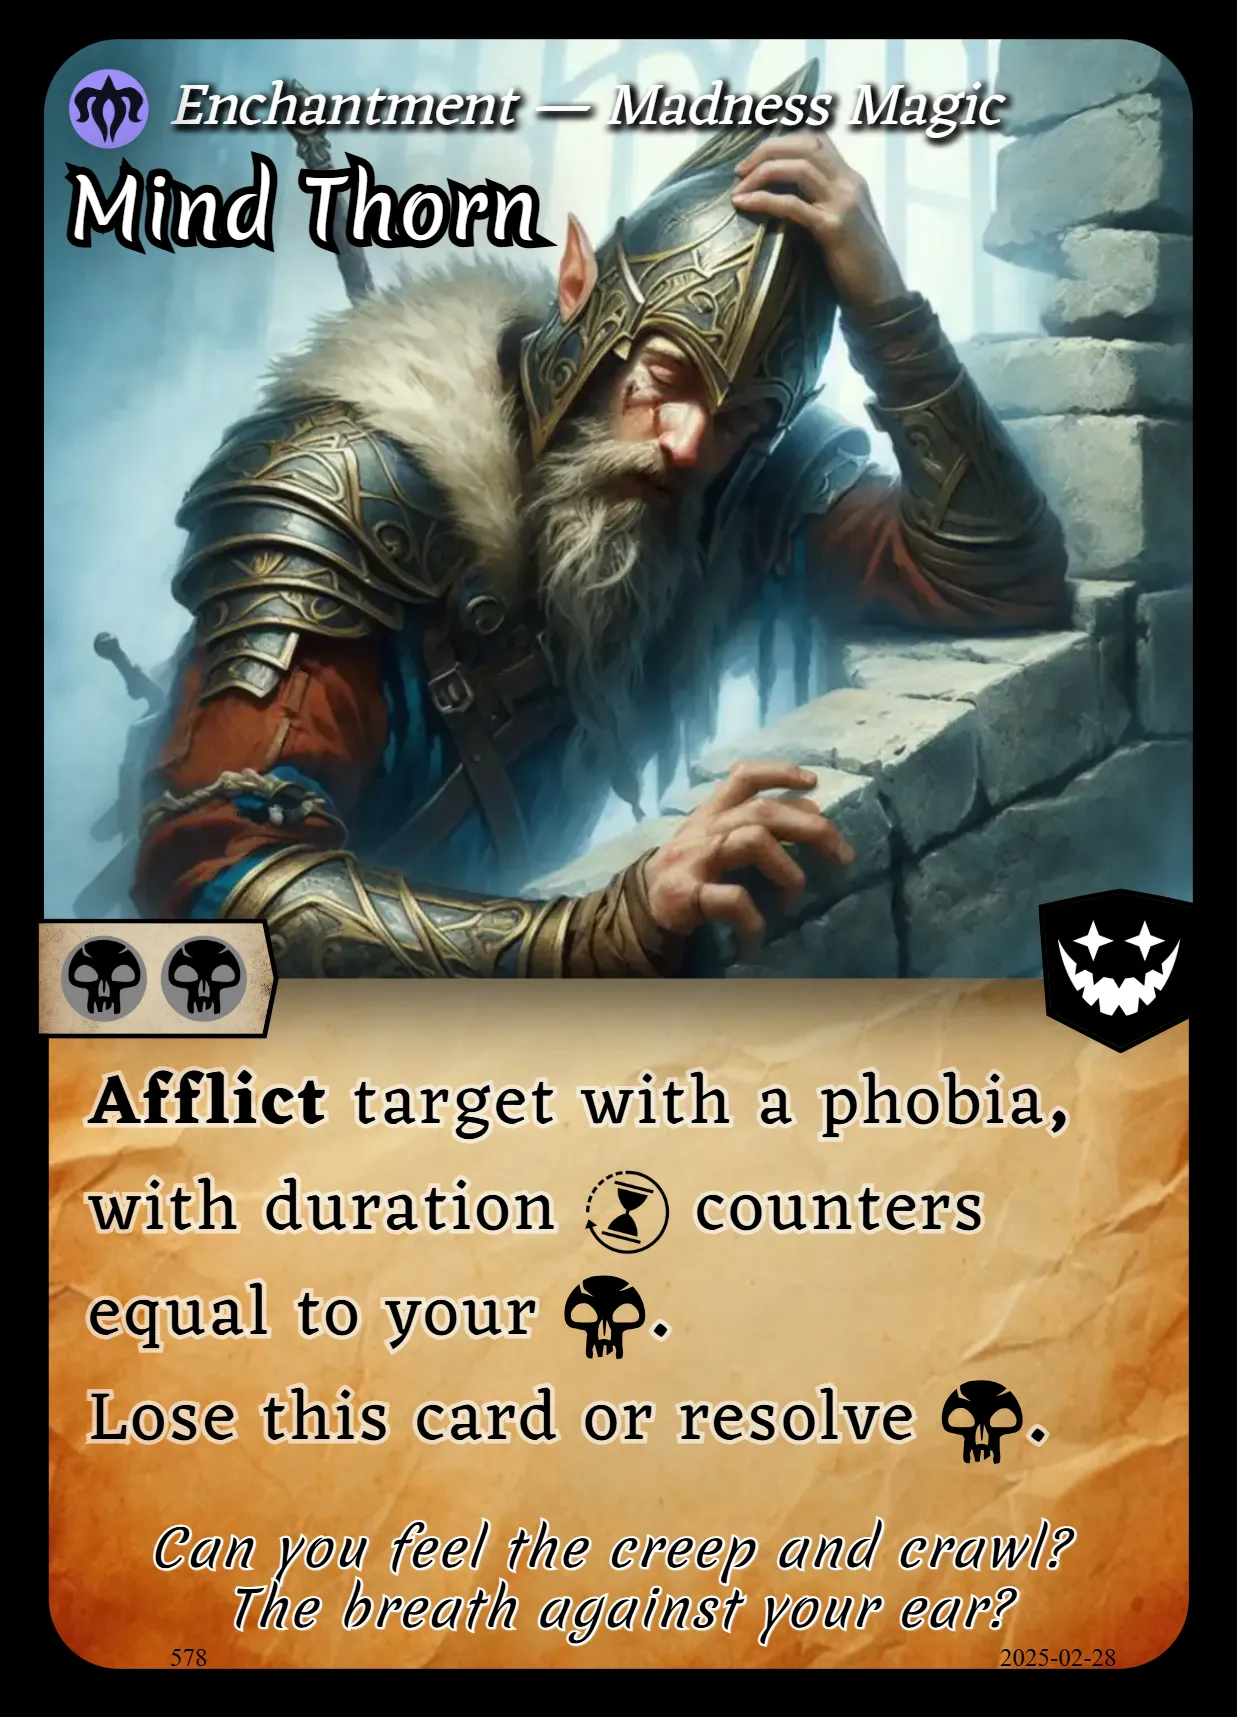 Enchantment — Madness Magic
Mind Thorn
Afflict target with a phobia,
with duration counters
equal to your .
Lose this card or resolve .
Can you feel the creep and crawl?
The breath against your ear?
578
2025-02-28